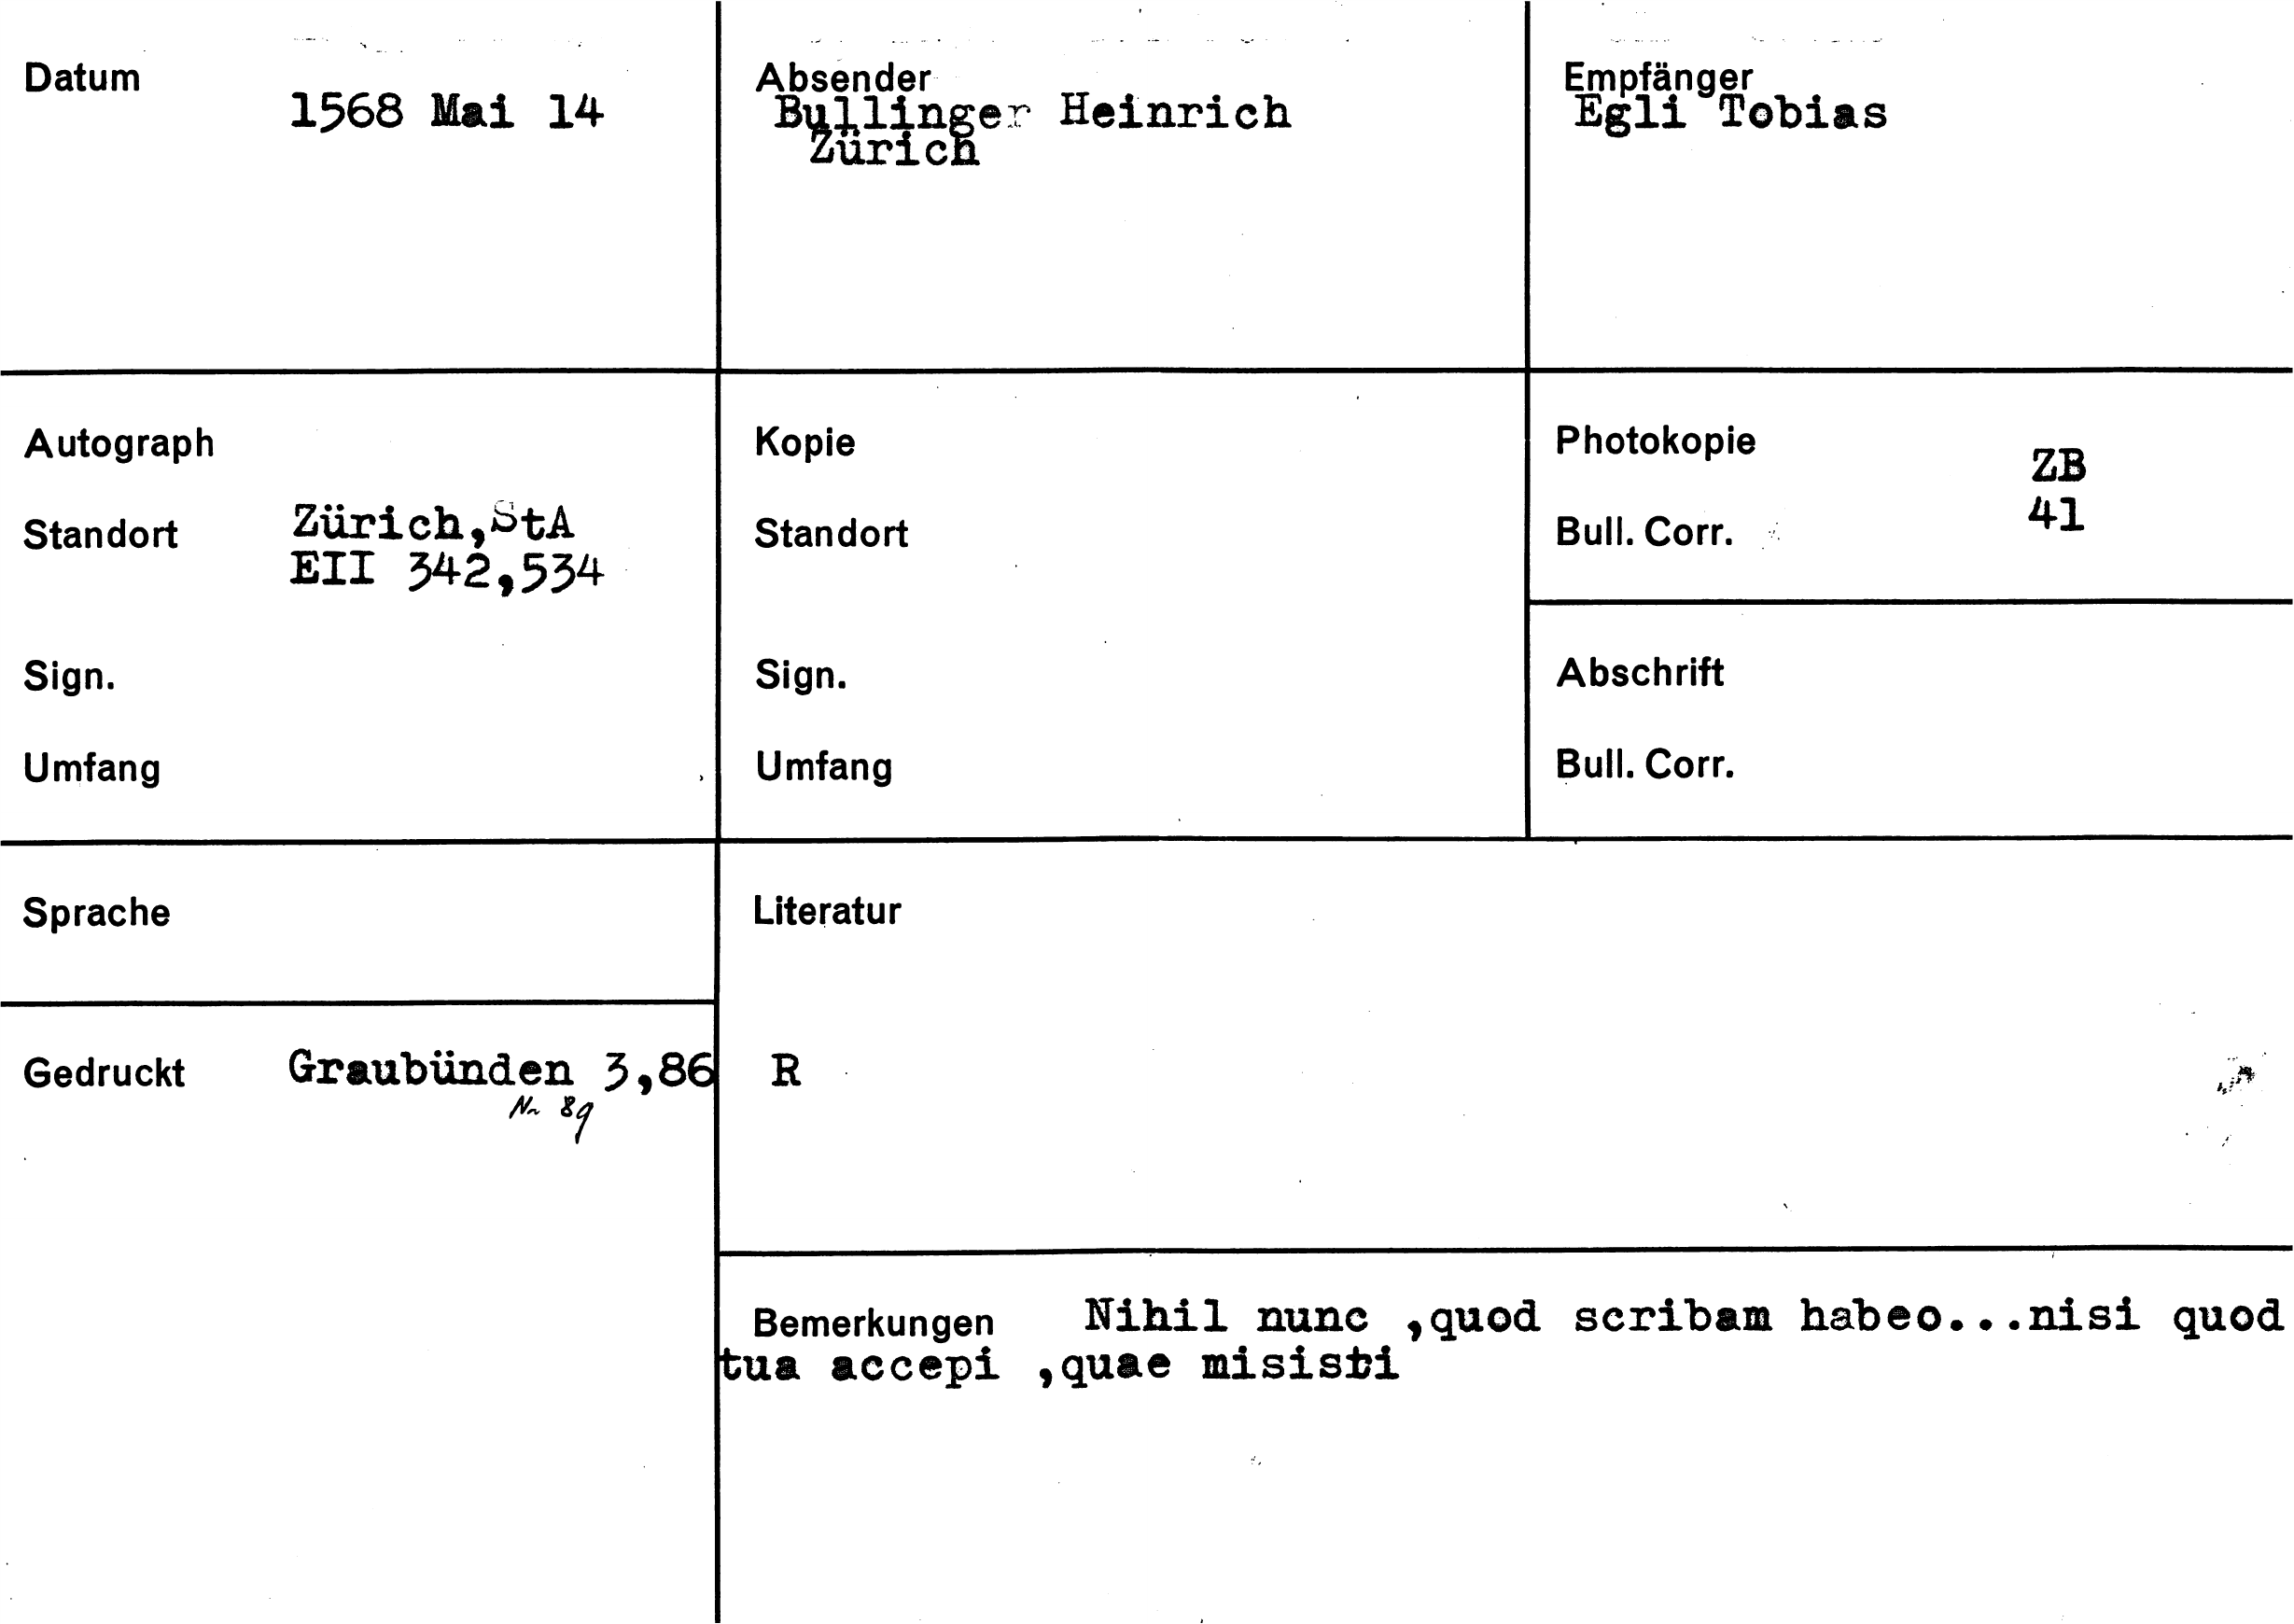 Datum
1568 Mai 14
Absender
Bullinger Heinrich
Zürich
Empfänger
Egli Tobias
Autograph
Standort
Zürich,StA
EII 342,534
Sign.
Umfang
Kopie
Standort
Sign.
Umfang
Photokopie
ZB
Bull. Corr.
41
Abschrift
Bull. Corr.
Sprache
Literatur
Gedruckt
Graubünden 3,86 R
Nr 89
Bemerkungen Nihil nunc ,quod scribam habeo...nisi quod
tua accepi ,quae misisti